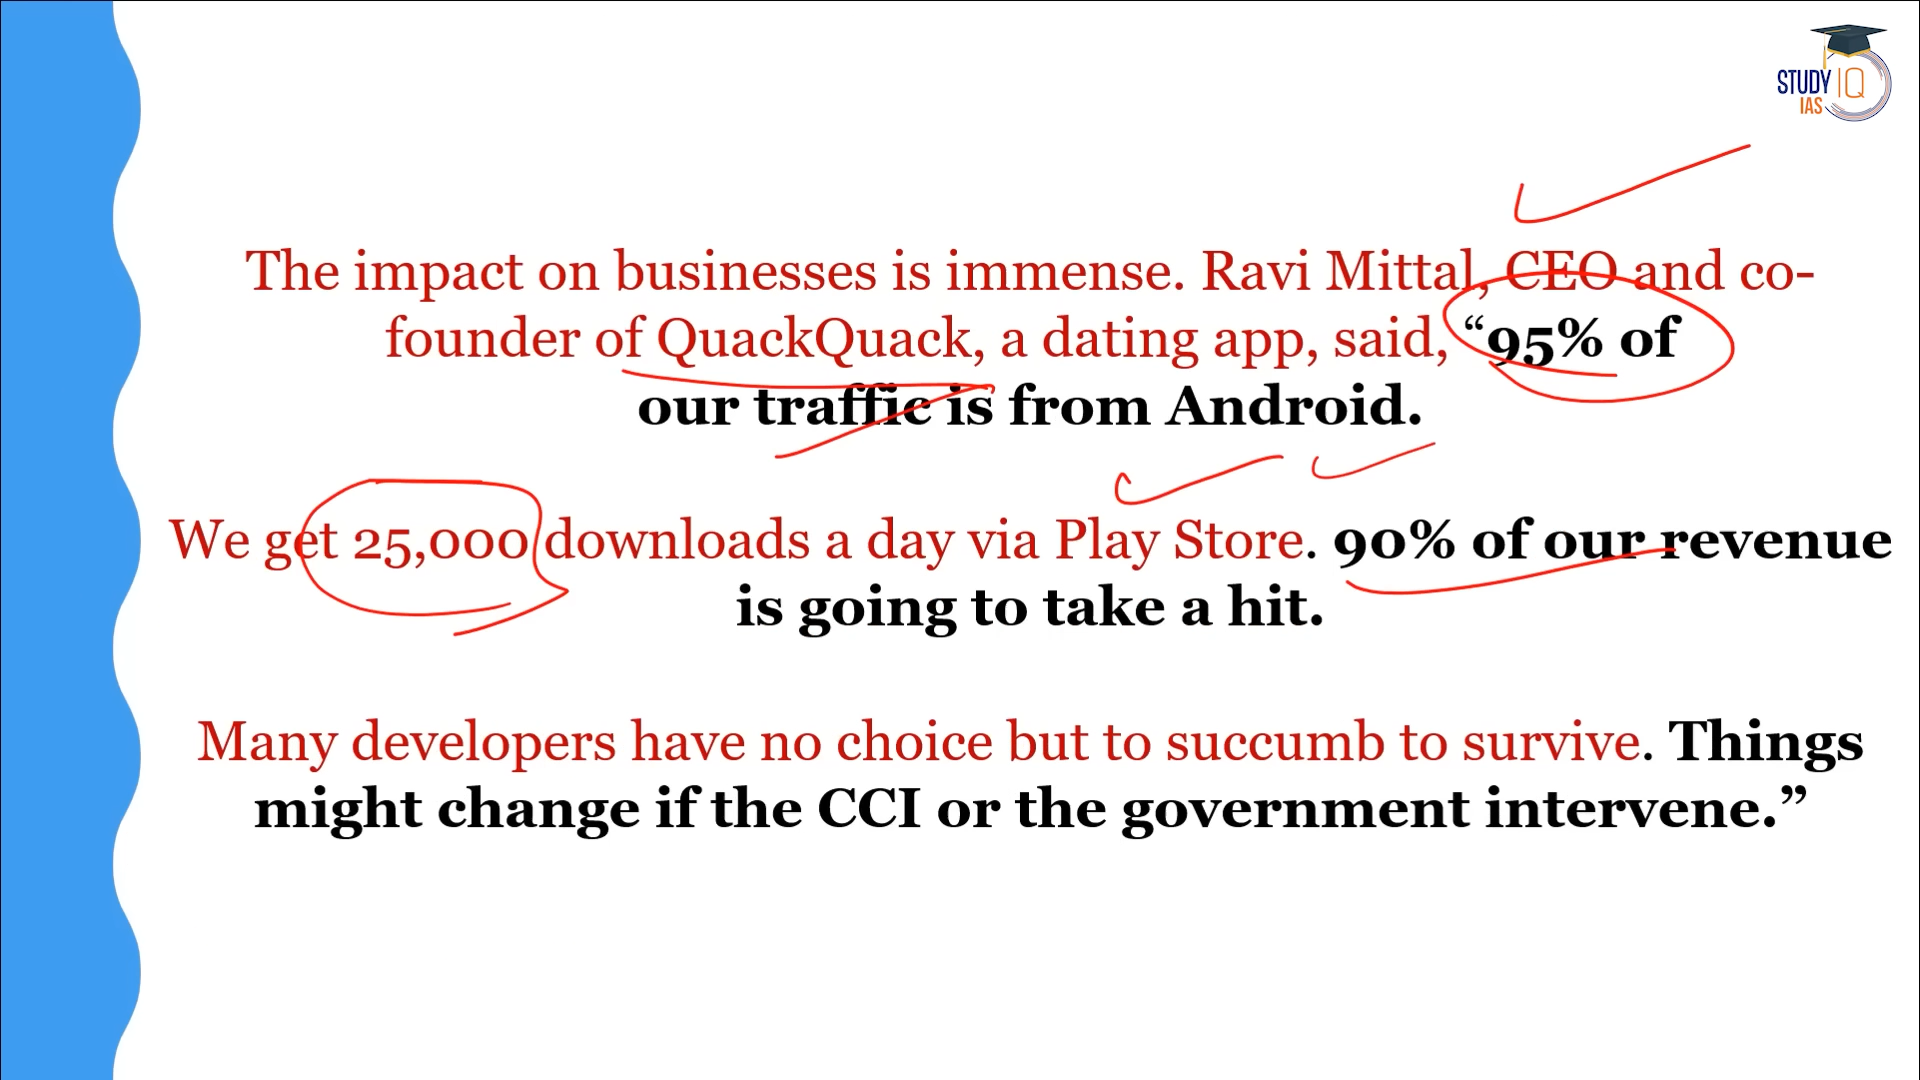 STUDY IQ
IAS
The impact on businesses is immense. Ravi Mittal, CEO and co-
founder of QuackQuack, a dating app, said, “95% of
our traffic is from Android.
We get 25,000 downloads a day via Play Store. 90% of our revenue
is going to take a hit.
Many developers have no choice but to succumb to survive. Things
might change if the CCI or the government intervene.”